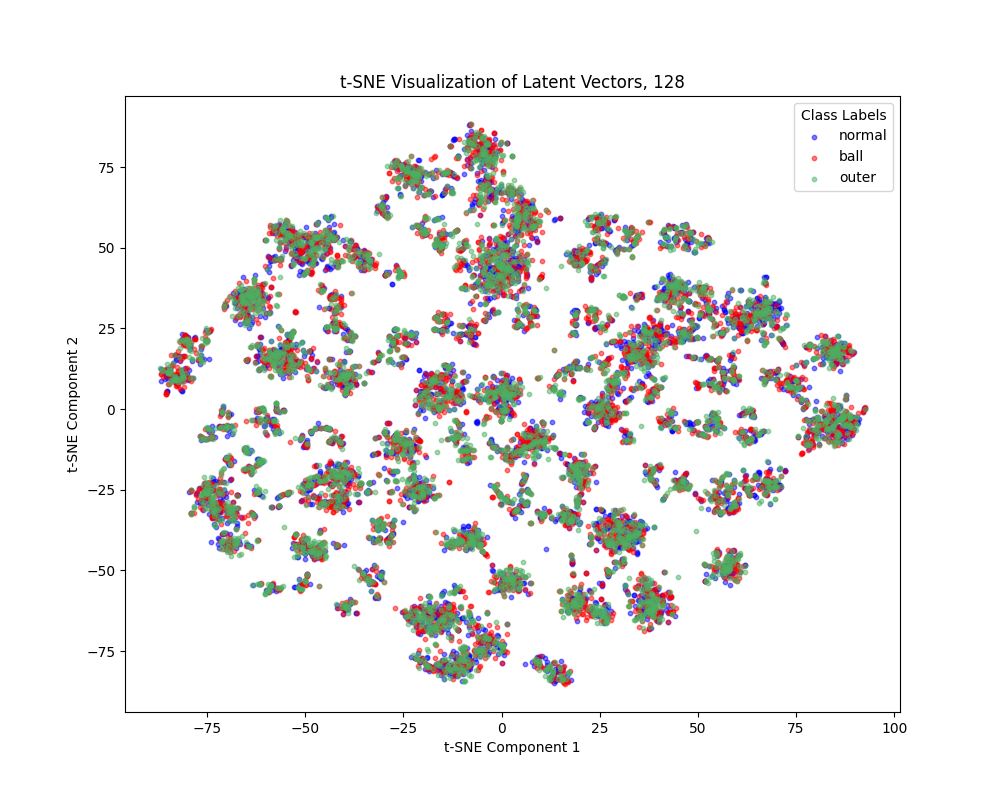 t-SNE Visualization of Latent Vectors, 128
Class Labels
normal
ball
outer
75
50
25
0
−25
−50
−75
t-SNE Component 2
−75
−50
−25
0
25
50
75
100
t-SNE Component 1